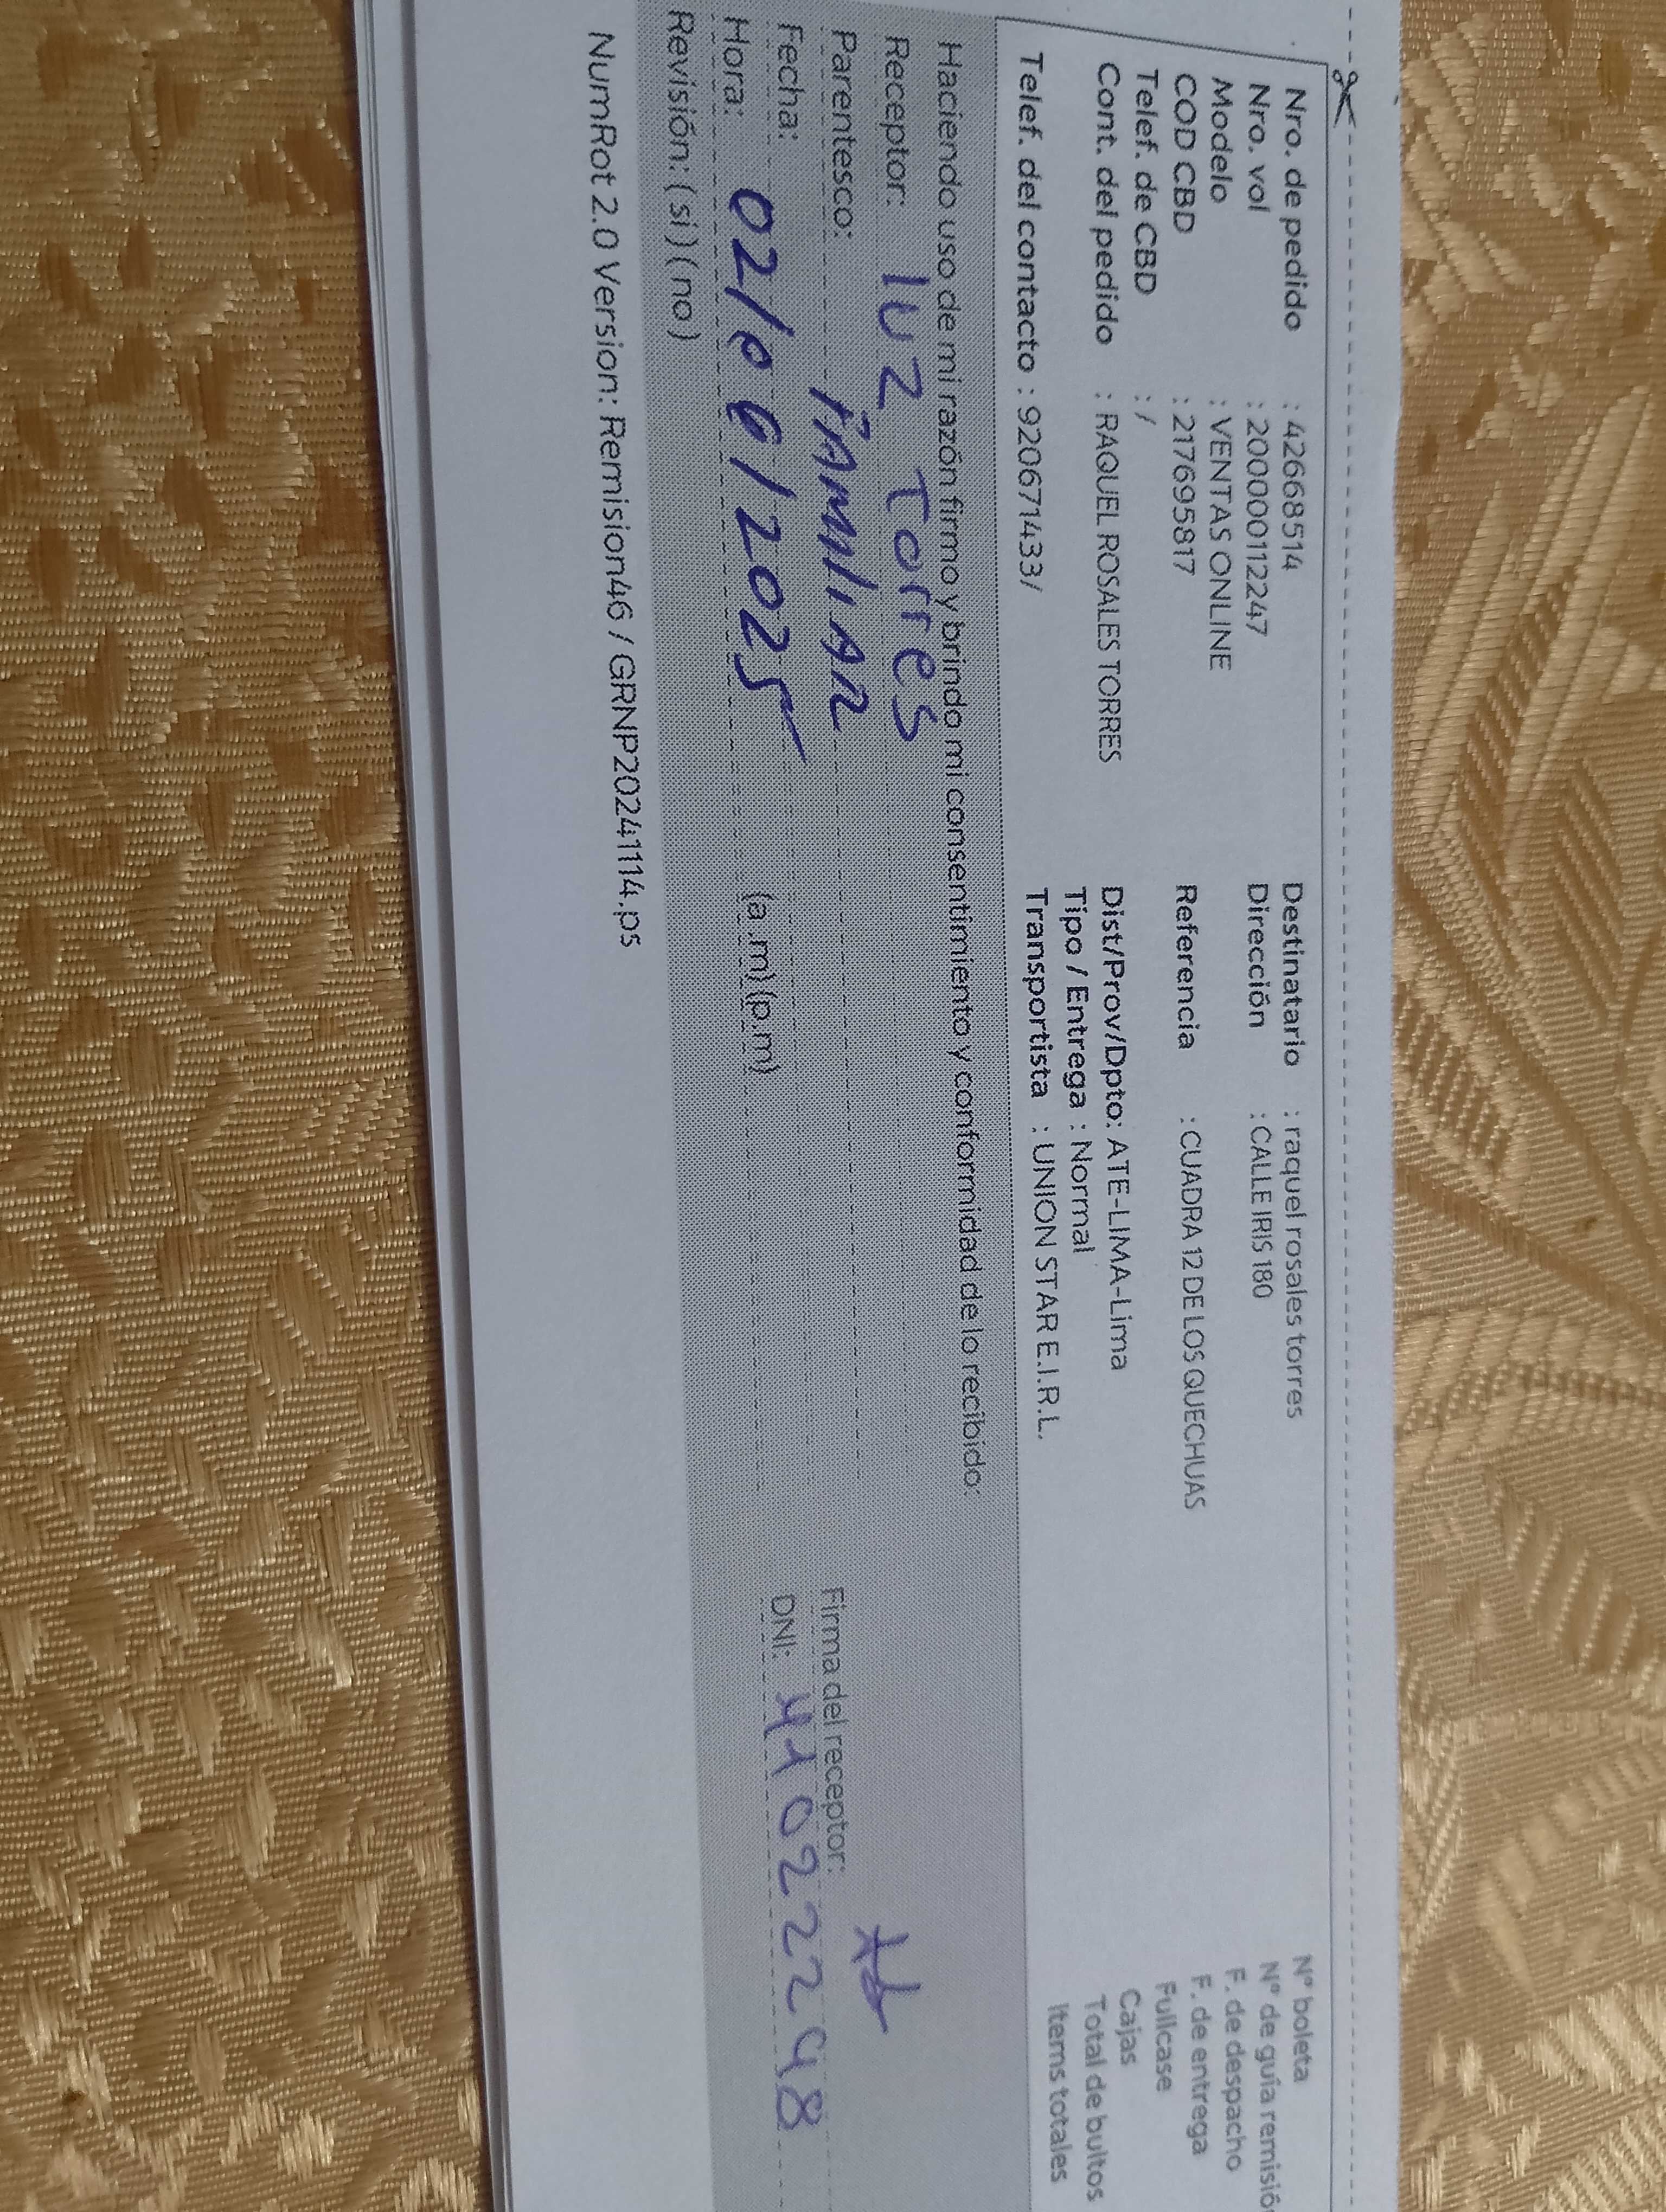 Nro. de pedido : 42668514
Nro. vol : 2000000112247
Modelo : VENTAS ONLINE
COD CBD : 217695817
Telef. de CBD : /
Cont. del pedido : RAQUEL ROSALES TORRES
Telef. del contacto : 920671433/
Destinatario : raquel rosales torres
Dirección : CALLE IRIS 180
Referencia : CUADRA 12 DE LOS QUECHUAS
Dist/Prov/Dpto: ATE-LIMA-Lima
Tipo / Entrega : Normal
Transportista : UNION STAR E.I.R.L.
N° boleta
N° de guía remisió
F. de despacho
F. de entrega
Fullcase
Cajas
Total de bultos
Items totales
Haciendo uso de mi razón firmo y brindo mi consentimiento y conformidad de lo recibido:
Receptor: luz Torres
Parentesco: FAMILIAR
Fecha: 02/06/2025
Hora: (a.m) (p.m)
Revisión: ( si ) ( no )
Firma del receptor:
DNI: 41022248
NumRot 2.0 Version: Remision46 / GRNP20241114.ps